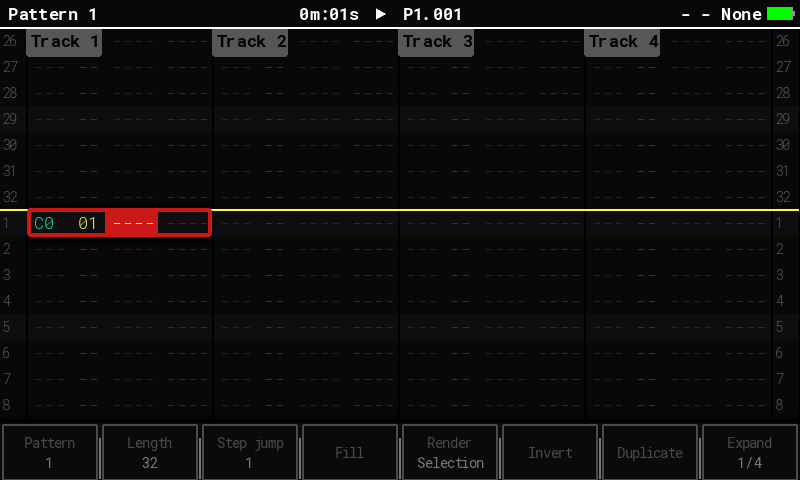 Pattern 1 0m:01s ▶ P1.001 - - None
26 Track 1 --- -- ---- ---- Track 2 --- -- ---- ---- Track 3 --- -- ---- ---- Track 4 --- -- ---- ---- 26
27 --- -- ---- ---- --- -- ---- ---- --- -- ---- ---- --- -- ---- ---- 27
28 --- -- ---- ---- --- -- ---- ---- --- -- ---- ---- --- -- ---- ---- 28
29 --- -- ---- ---- --- -- ---- ---- --- -- ---- ---- --- -- ---- ---- 29
30 --- -- ---- ---- --- -- ---- ---- --- -- ---- ---- --- -- ---- ---- 30
31 --- -- ---- ---- --- -- ---- ---- --- -- ---- ---- --- -- ---- ---- 31
32 --- -- ---- ---- --- -- ---- ---- --- -- ---- ---- --- -- ---- ---- 32
1 C0 01 ---- ---- --- -- ---- ---- --- -- ---- ---- --- -- ---- ---- 1
2 --- -- ---- ---- --- -- ---- ---- --- -- ---- ---- --- -- ---- ---- 2
3 --- -- ---- ---- --- -- ---- ---- --- -- ---- ---- --- -- ---- ---- 3
4 --- -- ---- ---- --- -- ---- ---- --- -- ---- ---- --- -- ---- ---- 4
5 --- -- ---- ---- --- -- ---- ---- --- -- ---- ---- --- -- ---- ---- 5
6 --- -- ---- ---- --- -- ---- ---- --- -- ---- ---- --- -- ---- ---- 6
7 --- -- ---- ---- --- -- ---- ---- --- -- ---- ---- --- -- ---- ---- 7
8 --- -- ---- ---- --- -- ---- ---- --- -- ---- ---- --- -- ---- ---- 8
Pattern Length Step jump Fill Render Invert Duplicate Expand
1 32 1 Selection 1/4